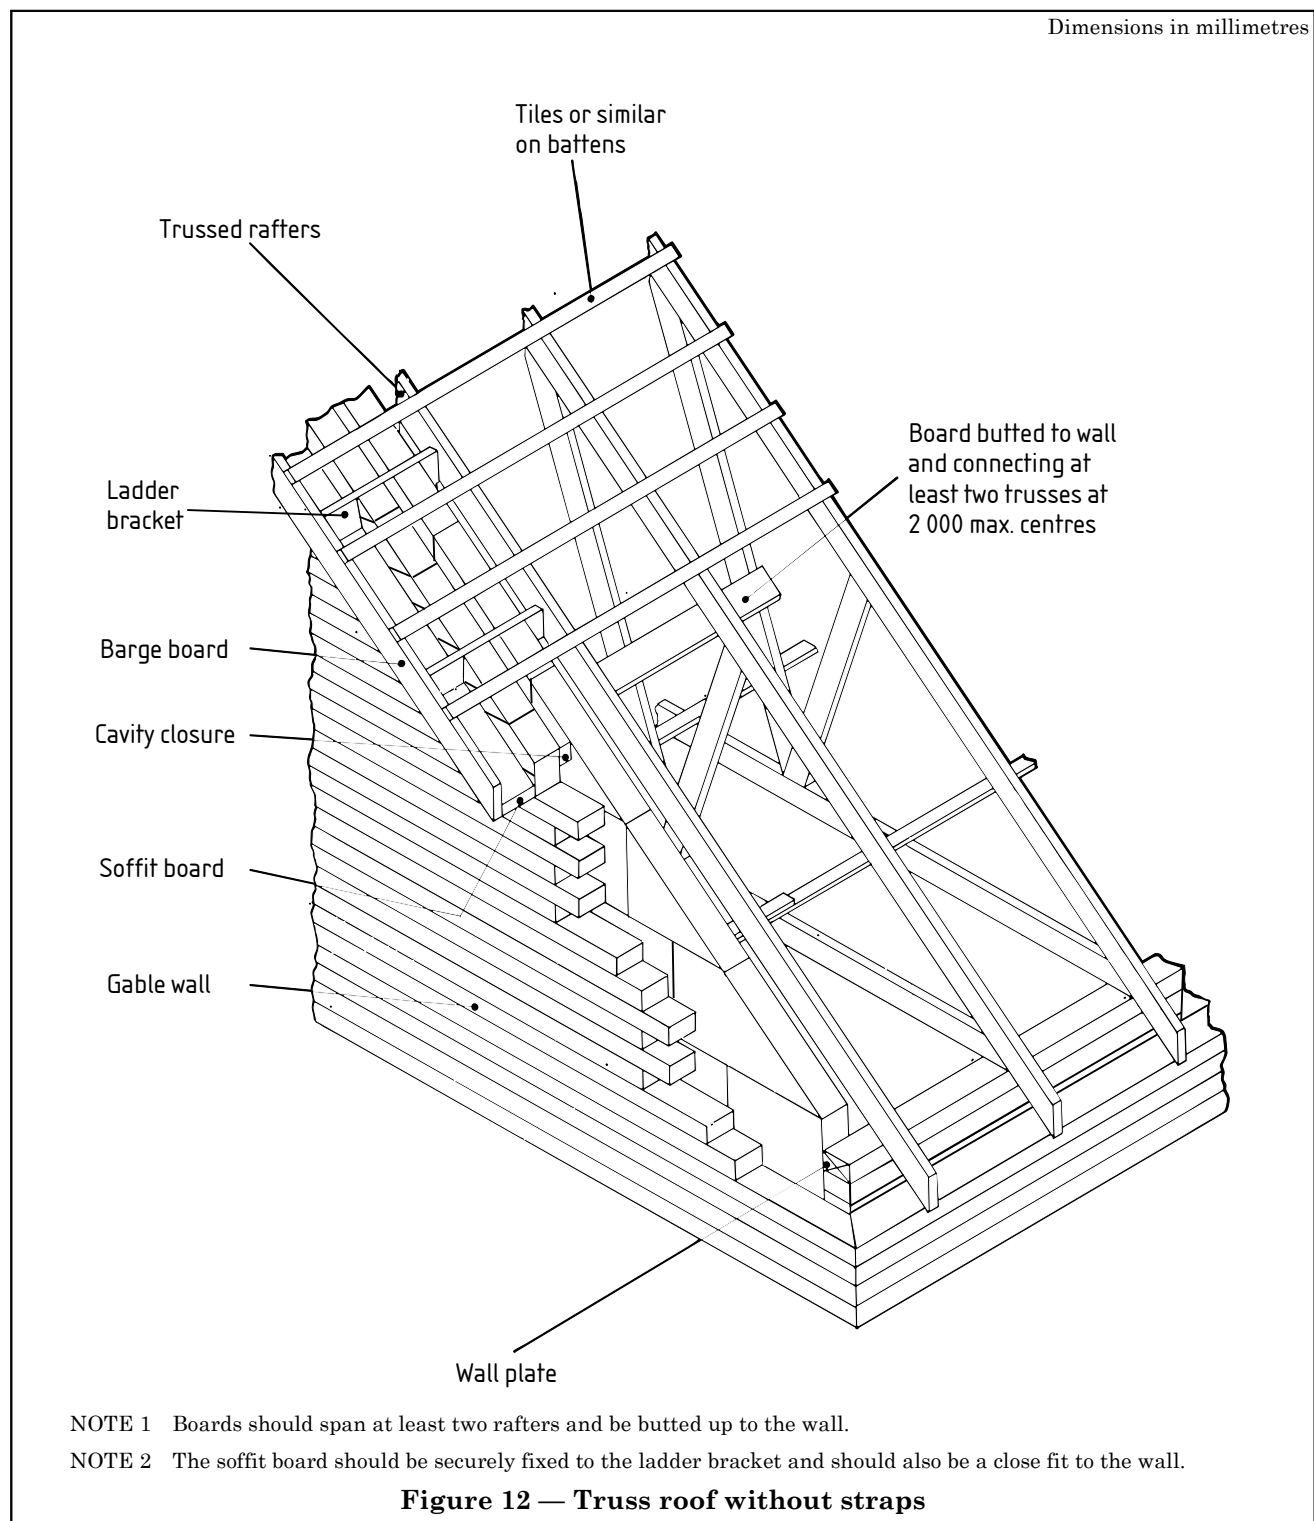 Dimensions in millimetres
Tiles or similar
on battens
Trussed rafters
Board butted to wall
and connecting at
least two trusses at
2 000 max. centres
Ladder
bracket
Barge board
Cavity closure
Soffit board
Gable wall
Wall plate
NOTE 1 Boards should span at least two rafters and be butted up to the wall.
NOTE 2 The soffit board should be securely fixed to the ladder bracket and should also be a close fit to the wall.
Figure 12 — Truss roof without straps